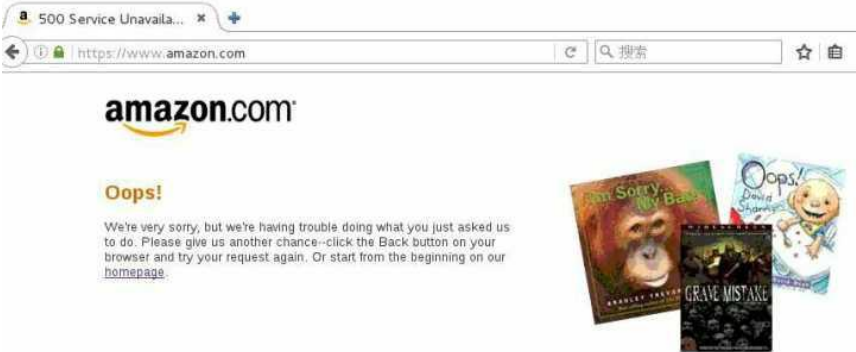 500 Service Unavaila...
https://www.amazon.com
搜索
amazon.com
Oops!
We're very sorry, but we're having trouble doing what you just asked us
to do. Please give us another chance--click the Back button on your
browser and try your request again. Or start from the beginning on our
homepage.
I'm Sorry...
My Bad!
BRADLEY TREVOR
Oops!
David
Shannon
WIDESCREEN
GRAVE MISTAKE